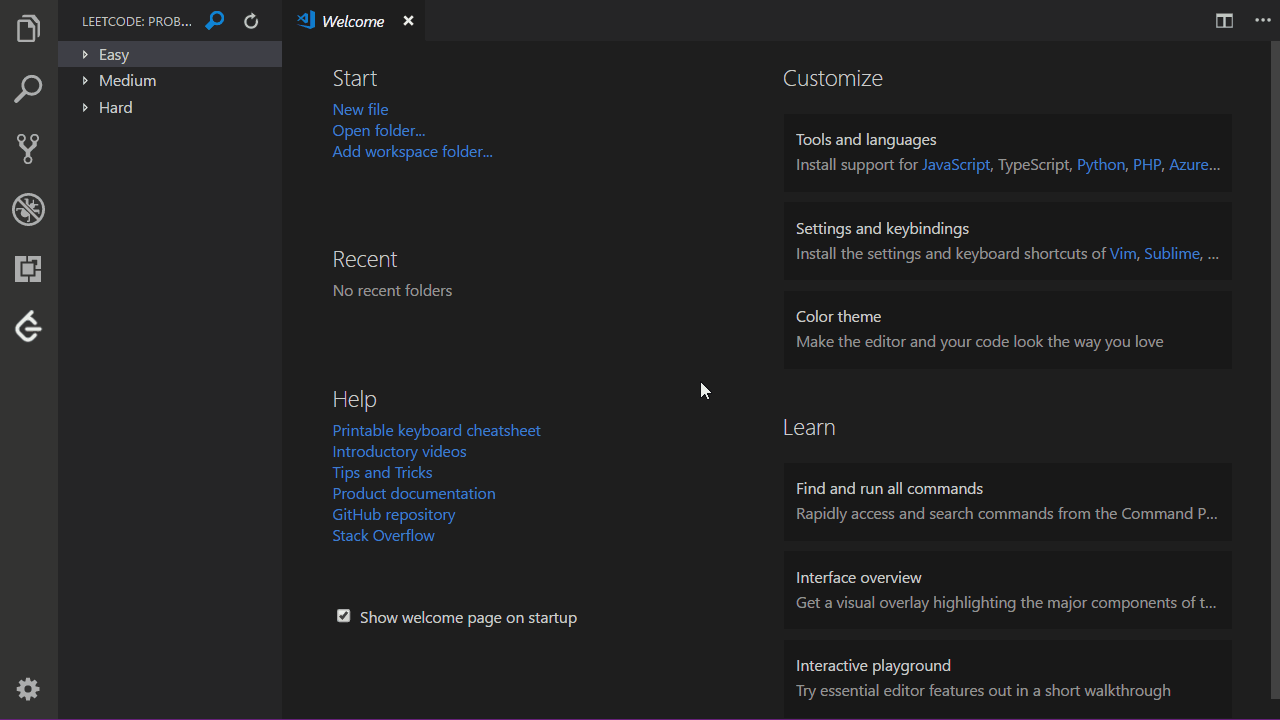 LEETCODE: PROB...
Easy
Medium
Hard
Welcome
Start
New file
Open folder...
Add workspace folder...
Recent
No recent folders
Help
Printable keyboard cheatsheet
Introductory videos
Tips and Tricks
Product documentation
GitHub repository
Stack Overflow
Show welcome page on startup
Customize
Tools and languages
Install support for JavaScript, TypeScript, Python, PHP, Azure...
Settings and keybindings
Install the settings and keyboard shortcuts of Vim, Sublime, ...
Color theme
Make the editor and your code look the way you love
Learn
Find and run all commands
Rapidly access and search commands from the Command P...
Interface overview
Get a visual overlay highlighting the major components of t...
Interactive playground
Try essential editor features out in a short walkthrough